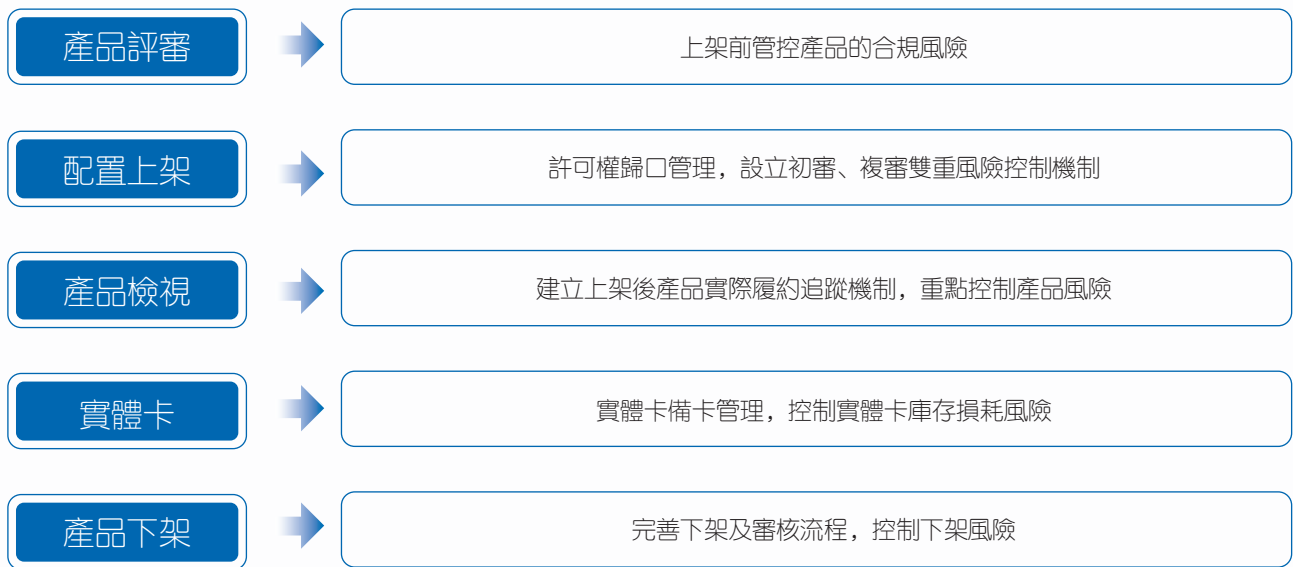 產品評審
上架前管控產品的合規風險
配置上架
許可權歸口管理，設立初審、複審雙重風險控制機制
產品檢視
建立上架後產品實際履約追蹤機制，重點控制產品風險
實體卡
實體卡備卡管理，控制實體卡庫存損耗風險
產品下架
完善下架及審核流程，控制下架風險